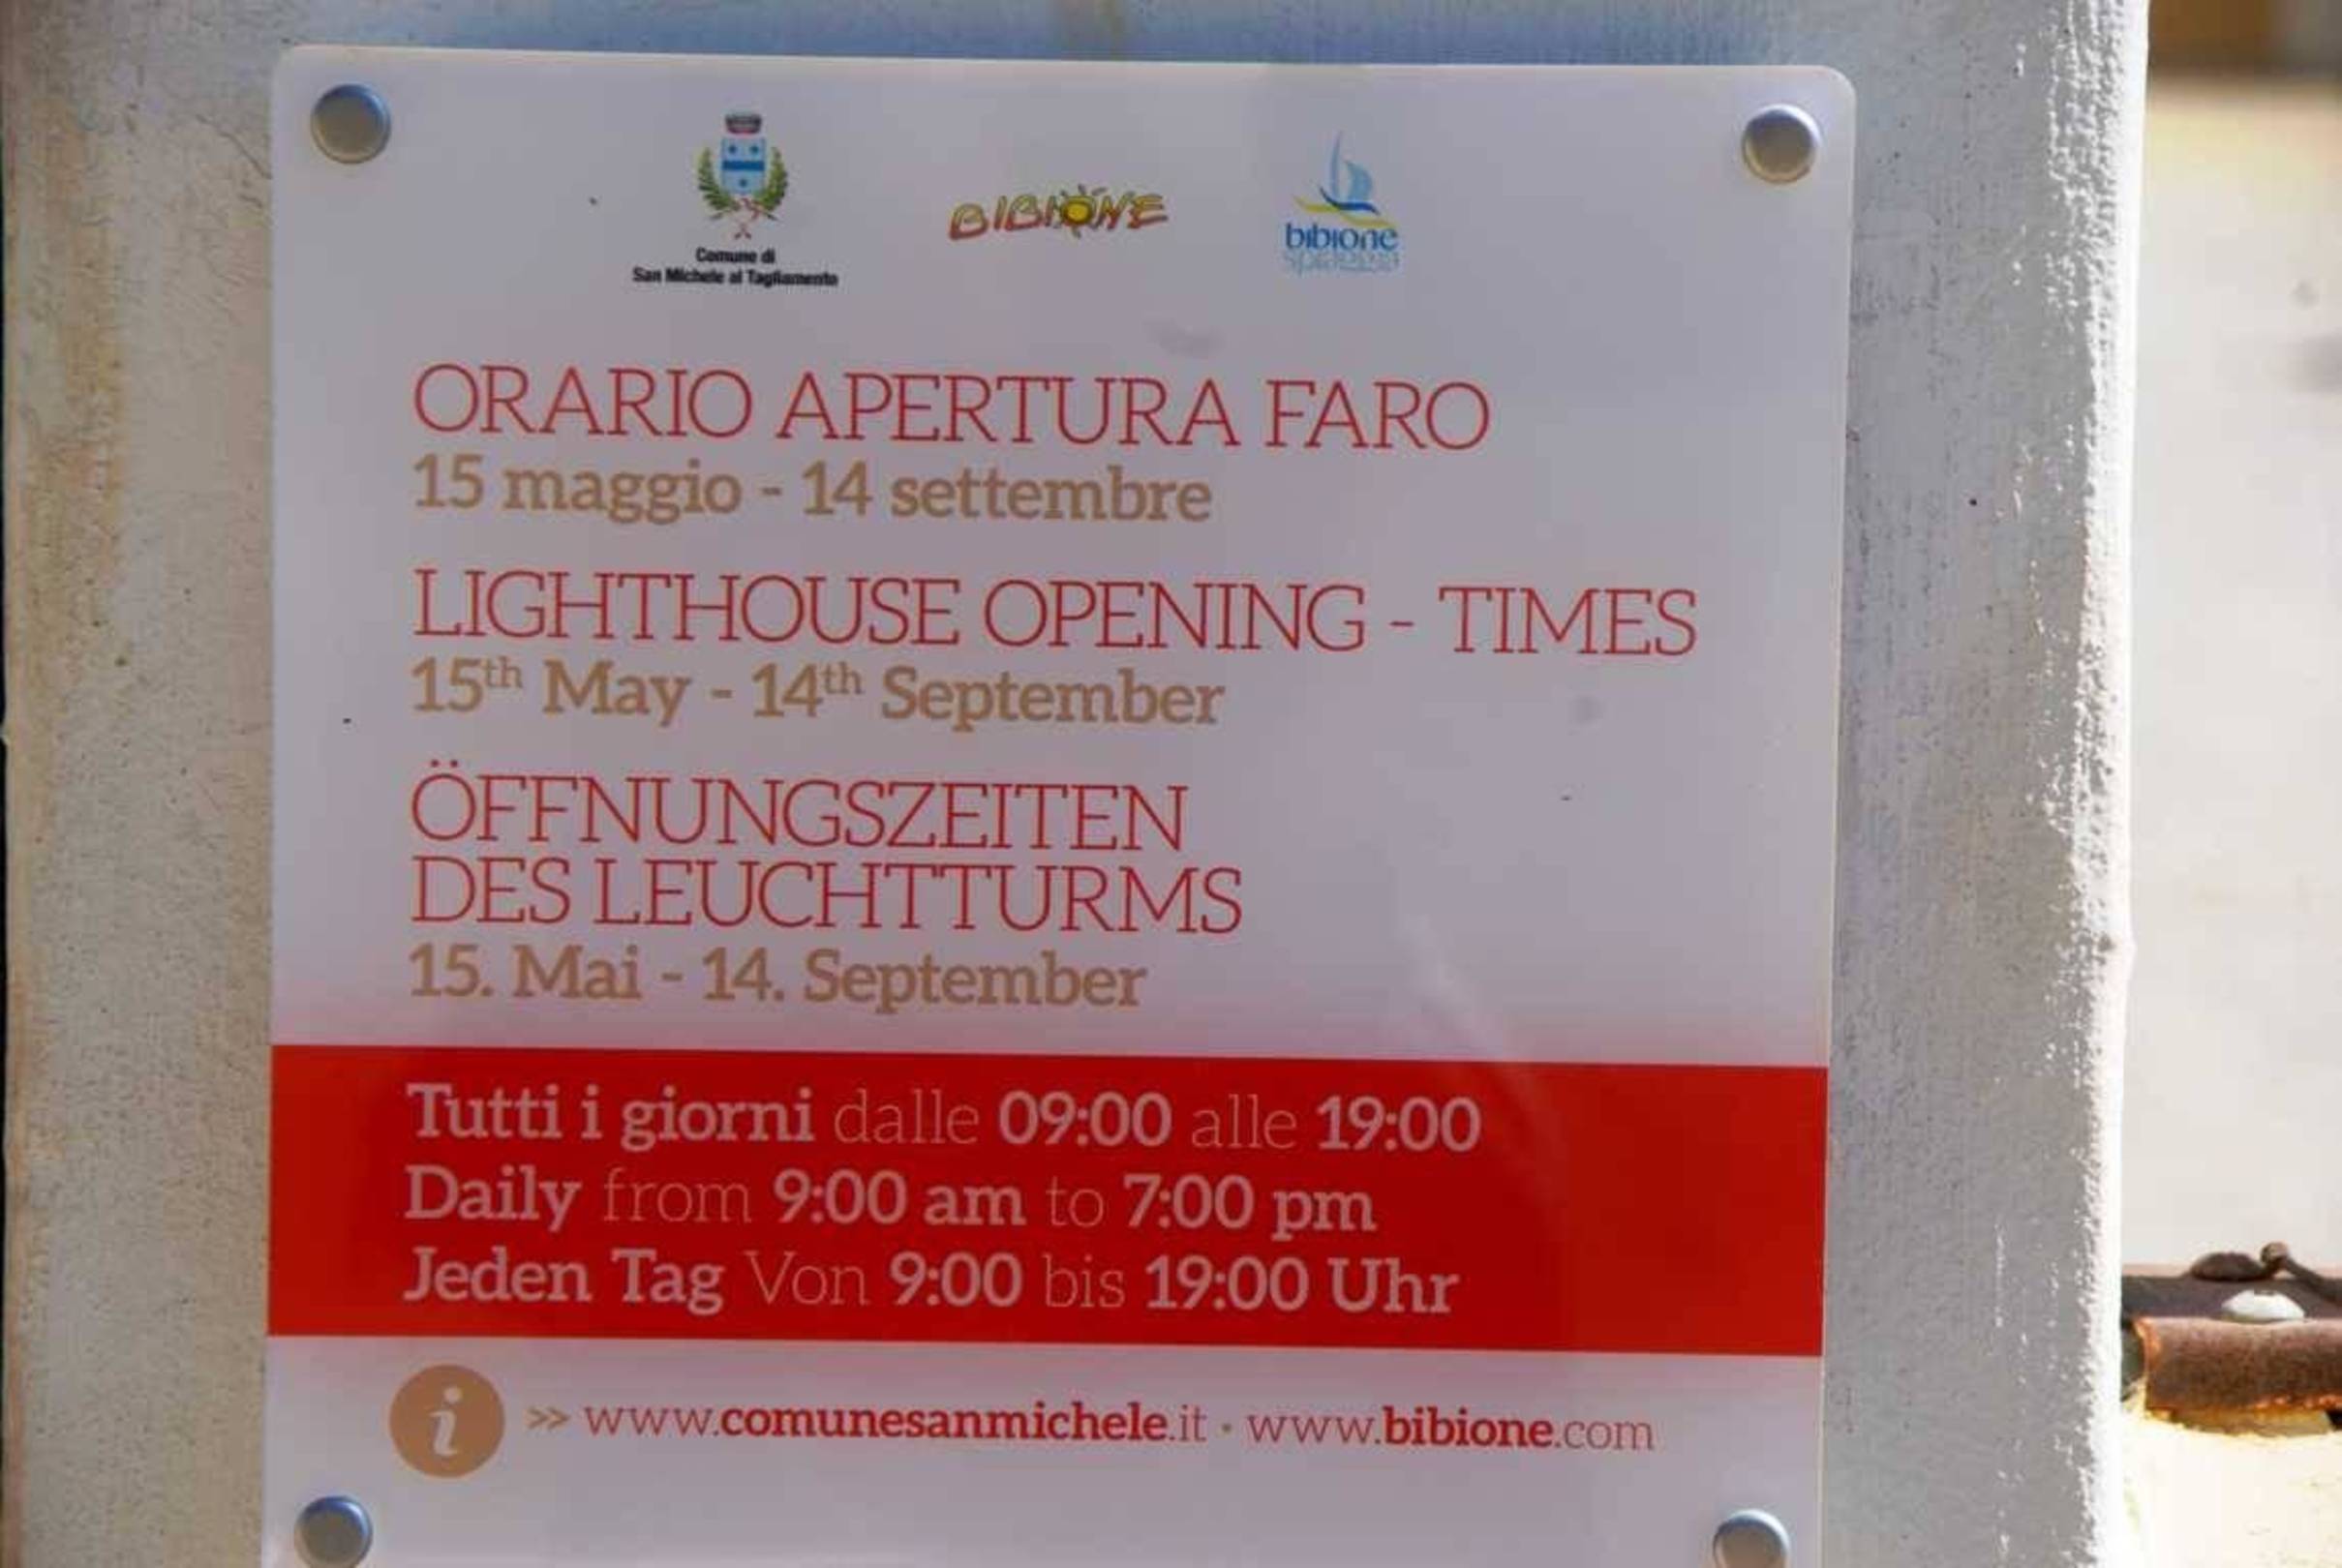 Comune di
San Michele al Tagliamento
BIBIONE
bibione
spiaggia
ORARIO APERTURA FARO
15 maggio - 14 settembre
LIGHTHOUSE OPENING - TIMES
15th May - 14th September
ÖFFNUNGSZEITEN
DES LEUCHTTURMS
15. Mai - 14. September
Tutti i giorni dalle 09:00 alle 19:00
Daily from 9:00 am to 7:00 pm
Jeden Tag Von 9:00 bis 19:00 Uhr
i >> www.comunesanmichele.it · www.bibione.com